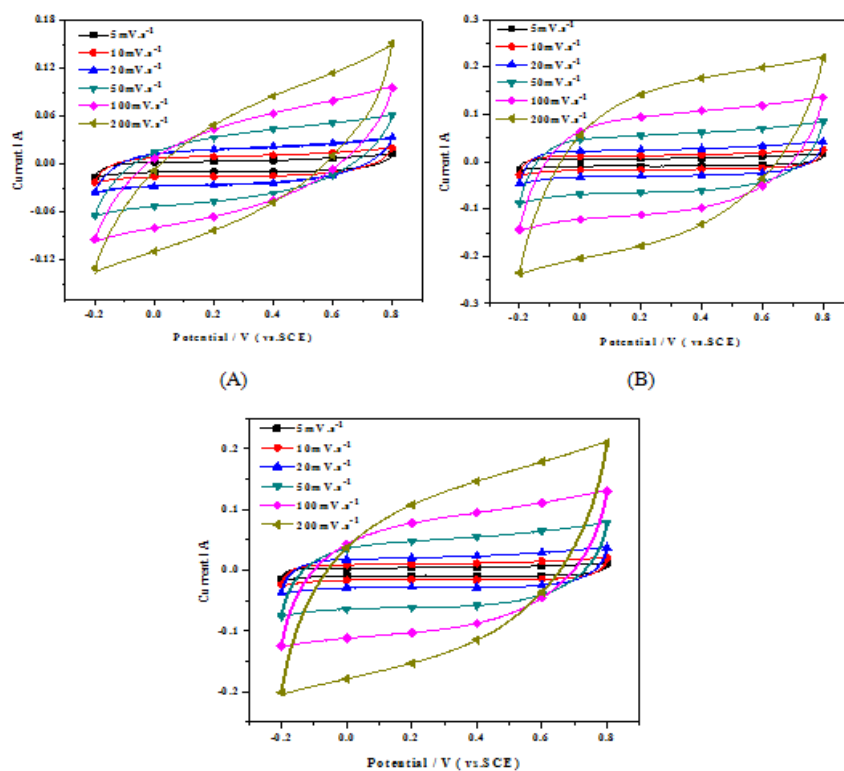 5mV.s⁻¹
10mV.s⁻¹
20mV.s⁻¹
50mV.s⁻¹
100mV.s⁻¹
200mV.s⁻¹
0.18
0.12
0.06
0.00
-0.06
-0.12
Current.l A
-0.2 0.0 0.2 0.4 0.6 0.8
Potential / V ( vs.SCE)
(A)
5mV.s⁻¹
10mV.s⁻¹
20mV.s⁻¹
50mV.s⁻¹
100mV.s⁻¹
200mV.s⁻¹
0.3
0.2
0.1
0.0
-0.1
-0.2
-0.3
Current.l A
-0.2 0.0 0.2 0.4 0.6 0.8
Potential / V ( vs.SCE)
(B)
5mV.s⁻¹
10mV.s⁻¹
20mV.s⁻¹
50mV.s⁻¹
100mV.s⁻¹
200mV.s⁻¹
0.2
0.1
0.0
-0.1
-0.2
Current.l A
-0.2 0.0 0.2 0.4 0.6 0.8
Potential / V ( vs.SCE)